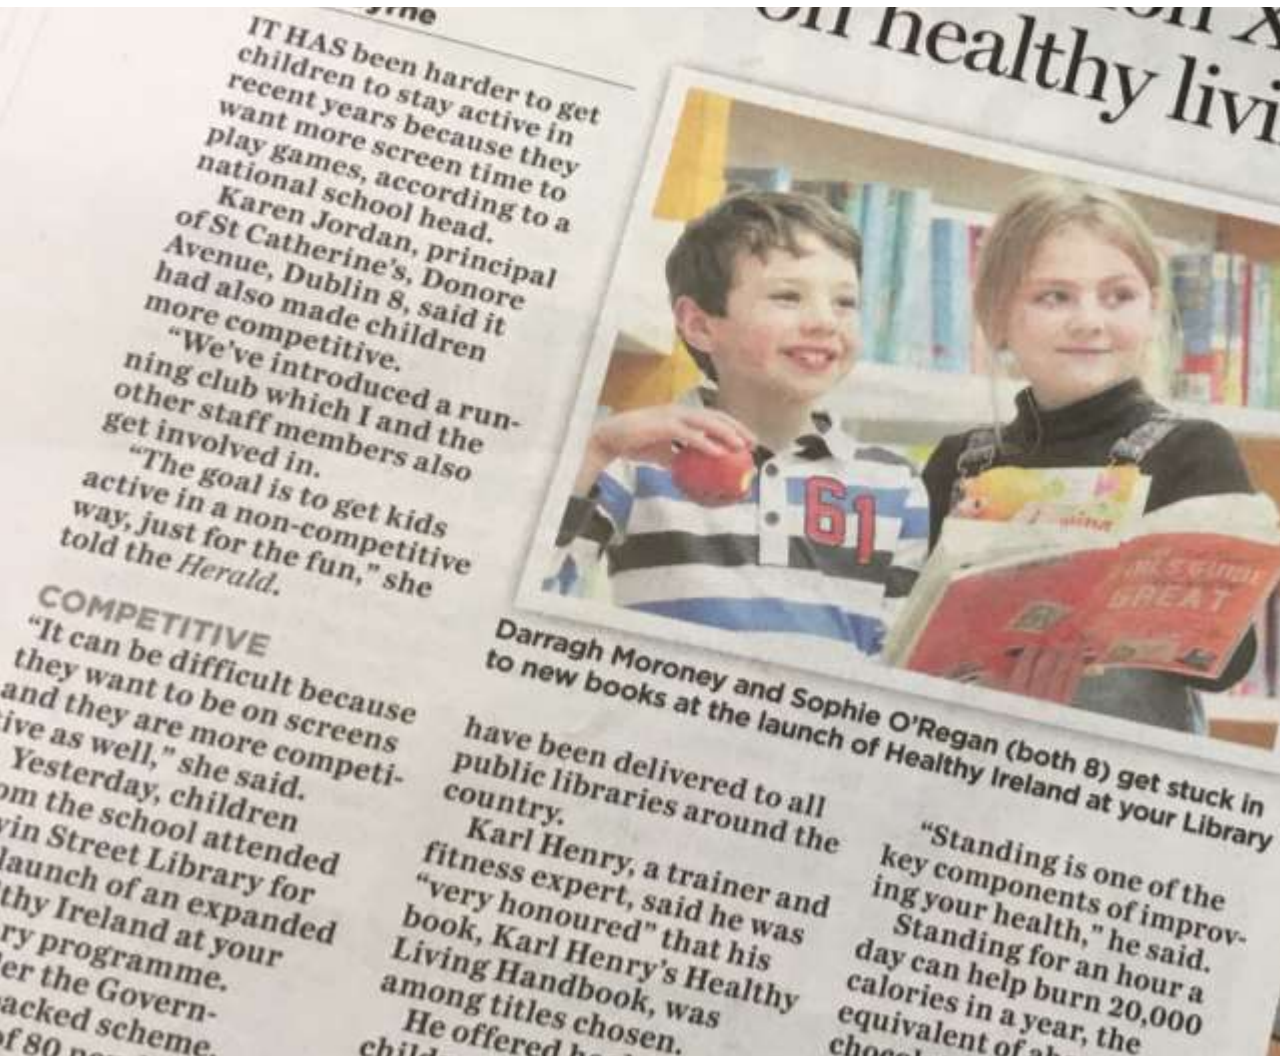 on healthy
IT HAS been harder to get
children to stay active in
recent years because they
want more screen time to
play games, according to a
national school head.
Karen Jordan, principal
of St Catherine's, Donore
Avenue, Dublin 8, said it
had also made children
more competitive.
"We've introduced a run-
ning club which I and the
other staff members also
get involved in.
"The goal is to get kids
active in a non-competitive
way, just for the fun," she
told the Herald.
COMPETITIVE
"It can be difficult because
they want to be on screens
and they are more competi-
tive as well," she said.
Yesterday, children
the school attended
Street Library for
launch of an expanded
Ireland at your
programme.
the Govern-
scheme.
of 80
61
GREAT
Darragh Moroney and Sophie O'Regan (both 8) get stuck in
to new books at the launch of Healthy Ireland at your Library
have been delivered to all
public libraries around the
country.
Karl Henry, a trainer and
fitness expert, said he was
"very honoured" that his
book, Karl Henry's Healthy
Living Handbook, was
among titles chosen.
He offered
"Standing is one of the
key components of improv-
ing your health," he said.
Standing for an hour a
day can help burn 20,000
calories in a year, the
equivalent of